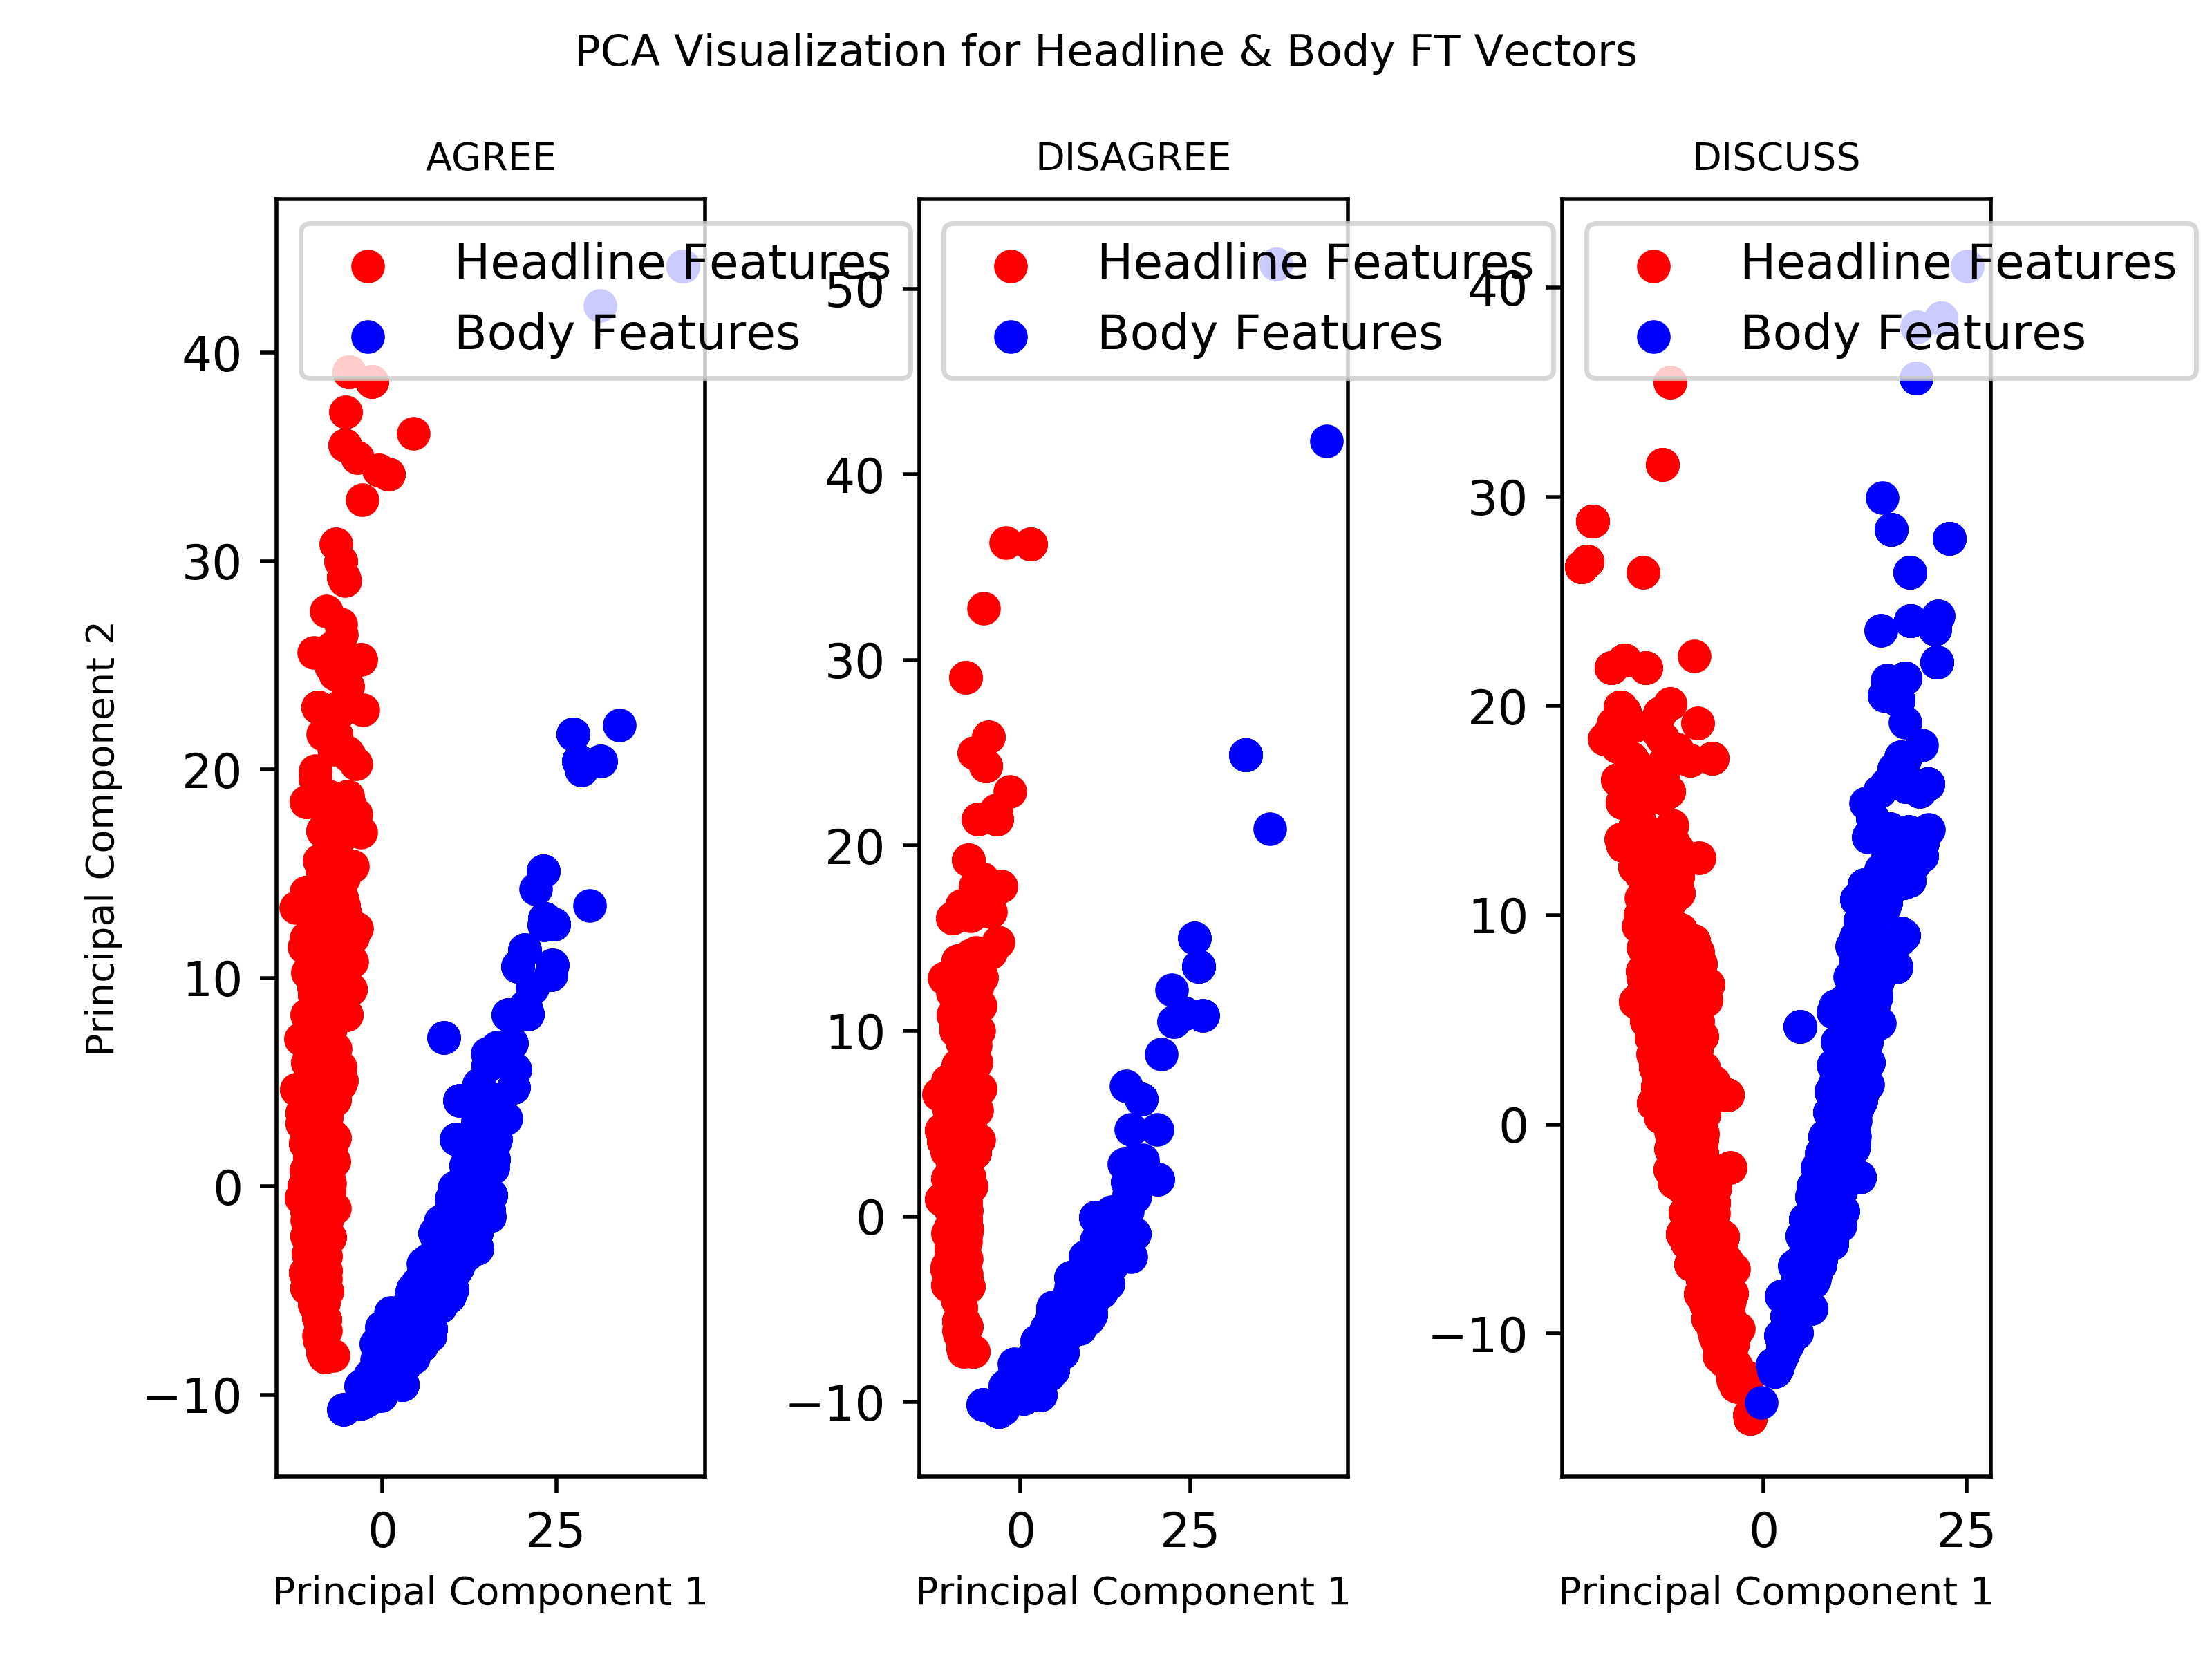 PCA Visualization for Headline & Body FT Vectors
AGREE
DISAGREE
DISCUSS
Headline Features
Body Features
Headline Features
Body Features
Headline Features
Body Features
Principal Component 2
40
30
20
10
0
−10
50
40
30
20
10
0
−10
40
30
20
10
0
−10
0 25
0 25
0 25
Principal Component 1
Principal Component 1
Principal Component 1